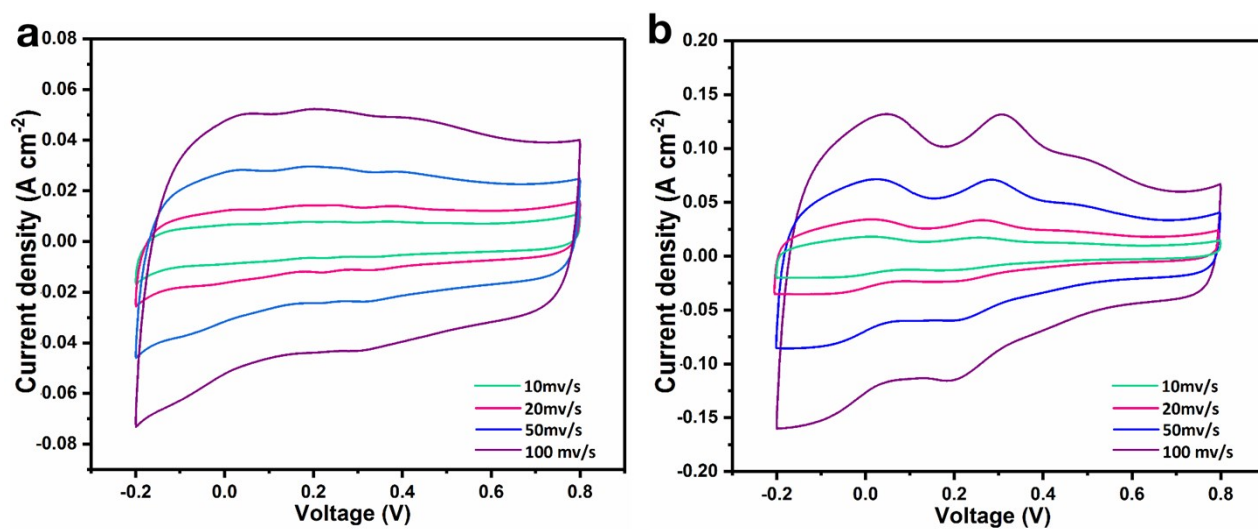 a
Current density (A cm⁻²)
0.08
0.06
0.04
0.02
0.00
-0.02
-0.04
-0.06
-0.08
-0.2
0.0
0.2
0.4
0.6
0.8
Voltage (V)
10mv/s
20mv/s
50mv/s
100 mv/s
b
Current density (A cm⁻²)
0.20
0.15
0.10
0.05
0.00
-0.05
-0.10
-0.15
-0.20
-0.2
0.0
0.2
0.4
0.6
0.8
Voltage (V)
10mv/s
20mv/s
50mv/s
100 mv/s